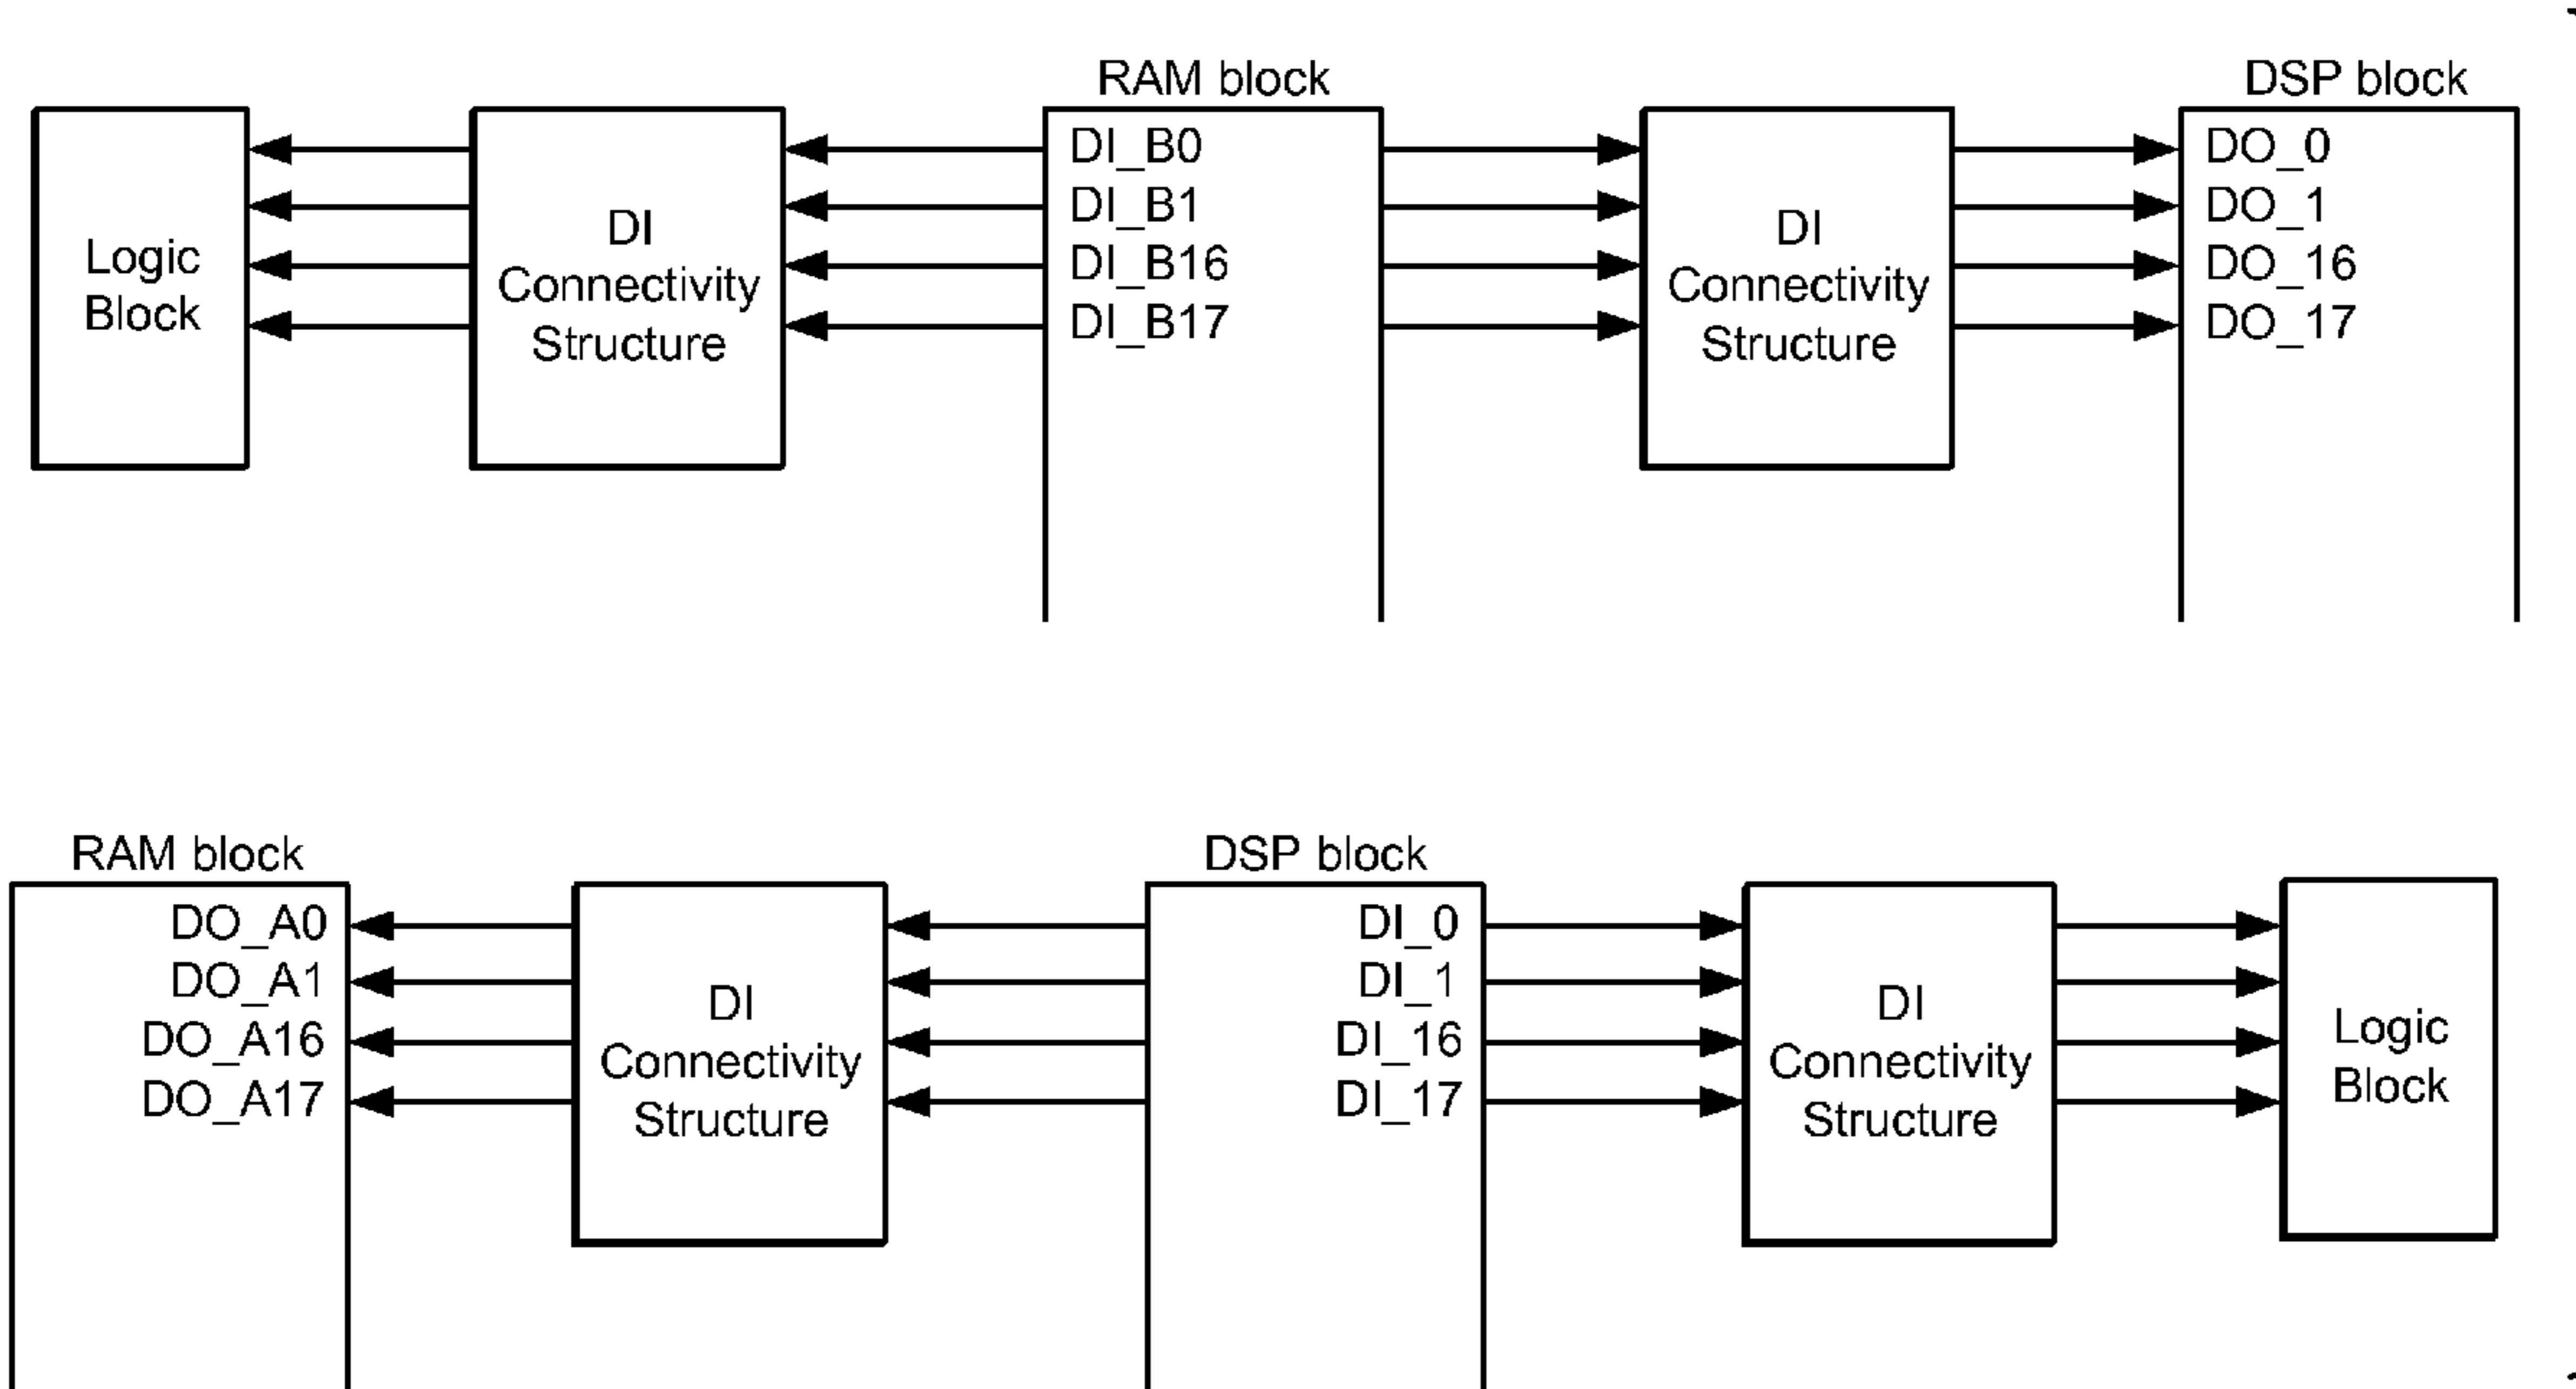 RAM block
DSP block
Logic
Block
DI
Connectivity
Structure
DI_B0
DI_B1
DI_B16
DI_B17
DI
Connectivity
Structure
DO_0
DO_1
DO_16
DO_17
RAM block
DSP block
DO_A0
DO_A1
DO_A16
DO_A17
DI
Connectivity
Structure
DI_0
DI_1
DI_16
DI_17
DI
Connectivity
Structure
Logic
Block